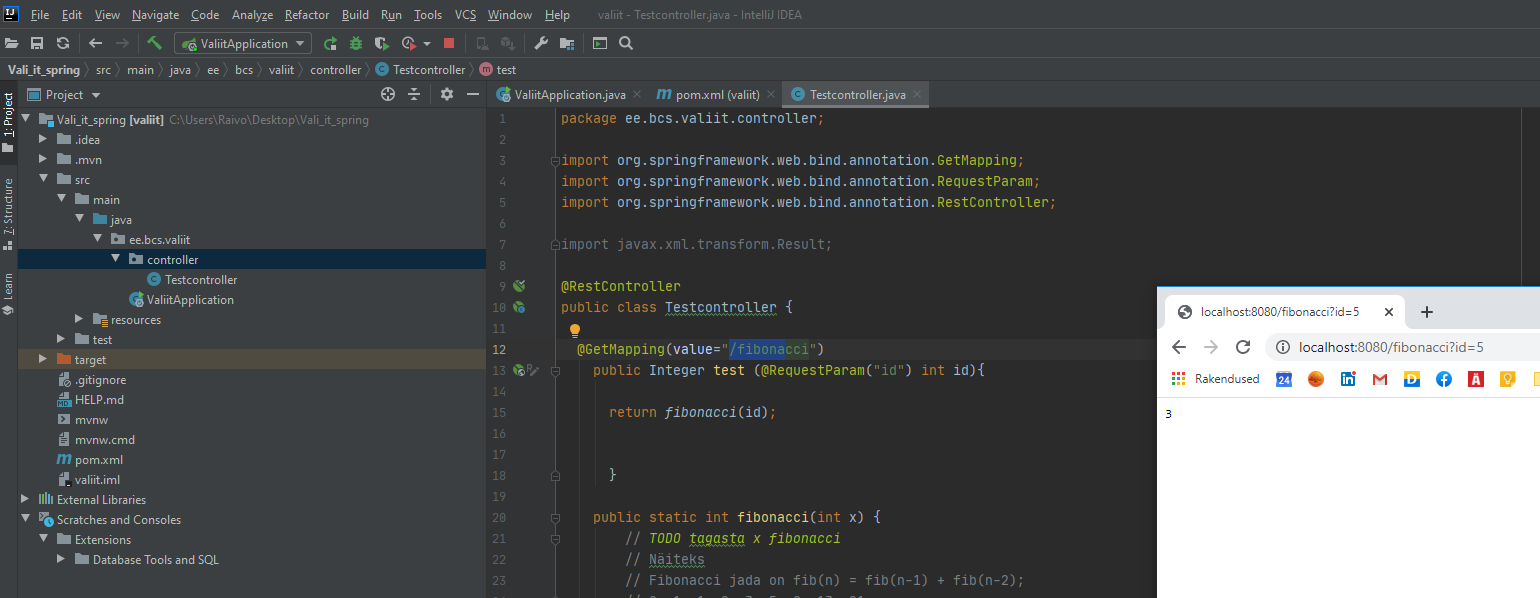 File Edit View Navigate Code Analyze Refactor Build Run Tools VCS Window Help valiit - Testcontroller.java - IntelliJ IDEA
ValiitApplication
Vali_it_spring src main java ee bcs valiit controller Testcontroller test
1: Project
7: Structure
Learn
Project
Vali_it_spring [valiit] C:\Users\Raivo\Desktop\Vali_it_spring
.idea
.mvn
src
main
java
ee.bcs.valiit
controller
Testcontroller
ValiitApplication
resources
test
target
.gitignore
HELP.md
mvnw
mvnw.cmd
pom.xml
valiit.iml
External Libraries
Scratches and Consoles
Extensions
Database Tools and SQL
ValiitApplication.java pom.xml (valiit) Testcontroller.java
1 package ee.bcs.valiit.controller;
2
3 import org.springframework.web.bind.annotation.GetMapping;
4 import org.springframework.web.bind.annotation.RequestParam;
5 import org.springframework.web.bind.annotation.RestController;
6
7 import javax.xml.transform.Result;
8
9 @RestController
10 public class Testcontroller {
11
12 @GetMapping(value="/fibonacci")
13 public Integer test (@RequestParam("id") int id){
14
15 return fibonacci(id);
16
17
18 }
19
20 public static int fibonacci(int x) {
21 // TODO tagasta x fibonacci
22 // Näiteks
23 // Fibonacci jada on fib(n) = fib(n-1) + fib(n-2);
localhost:8080/fibonacci?id=5
localhost:8080/fibonacci?id=5
Rakendused 24 in M D f Ä
3